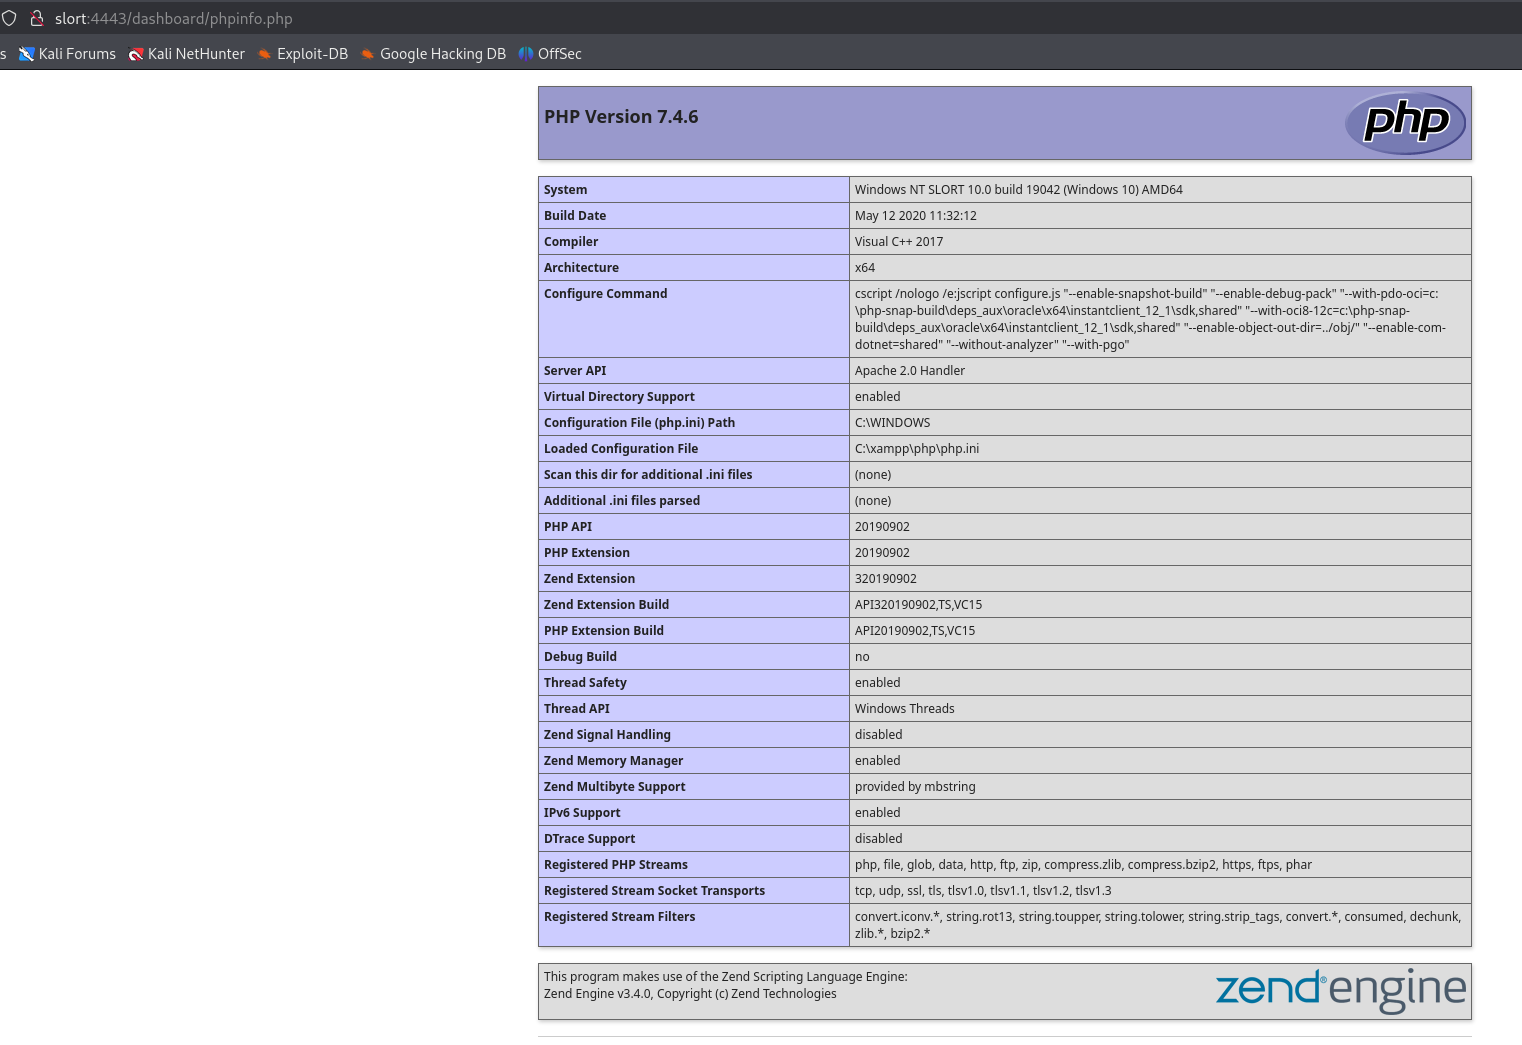 slort:4443/dashboard/phpinfo.php
s Kali Forums Kali NetHunter Exploit-DB Google Hacking DB OffSec
PHP Version 7.4.6
php
System Windows NT SLORT 10.0 build 19042 (Windows 10) AMD64
Build Date May 12 2020 11:32:12
Compiler Visual C++ 2017
Architecture x64
Configure Command cscript /nologo /e:jscript configure.js "--enable-snapshot-build" "--enable-debug-pack" "--with-pdo-oci=c:
\php-snap-build\deps_aux\oracle\x64\instantclient_12_1\sdk,shared" "--with-oci8-12c=c:\php-snap-
build\deps_aux\oracle\x64\instantclient_12_1\sdk,shared" "--enable-object-out-dir=../obj/" "--enable-com-
dotnet=shared" "--without-analyzer" "--with-pgo"
Server API Apache 2.0 Handler
Virtual Directory Support enabled
Configuration File (php.ini) Path C:\WINDOWS
Loaded Configuration File C:\xampp\php\php.ini
Scan this dir for additional .ini files (none)
Additional .ini files parsed (none)
PHP API 20190902
PHP Extension 20190902
Zend Extension 320190902
Zend Extension Build API320190902,TS,VC15
PHP Extension Build API20190902,TS,VC15
Debug Build no
Thread Safety enabled
Thread API Windows Threads
Zend Signal Handling disabled
Zend Memory Manager enabled
Zend Multibyte Support provided by mbstring
IPv6 Support enabled
DTrace Support disabled
Registered PHP Streams php, file, glob, data, http, ftp, zip, compress.zlib, compress.bzip2, https, ftps, phar
Registered Stream Socket Transports tcp, udp, ssl, tls, tlsv1.0, tlsv1.1, tlsv1.2, tlsv1.3
Registered Stream Filters convert.iconv.*, string.rot13, string.toupper, string.tolower, string.strip_tags, convert.*, consumed, dechunk,
zlib.*, bzip2.*
This program makes use of the Zend Scripting Language Engine:
Zend Engine v3.4.0, Copyright (c) Zend Technologies
zend®engine